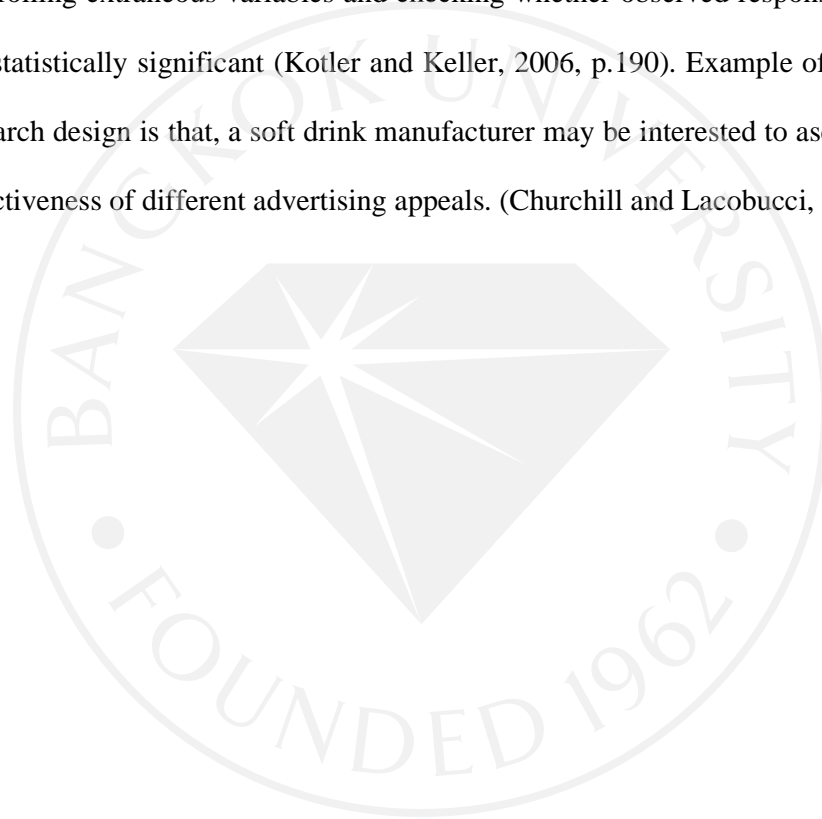 rolling extraneous variables and checking whether observed respons
statistically significant (Kotler and Keller, 2006, p.190). Example of
arch design is that, a soft drink manufacturer may be interested to as
ctiveness of different advertising appeals. (Churchill and Lacobucci,
BANGKOK UNIVERSITY
• FOUNDED 1962 •